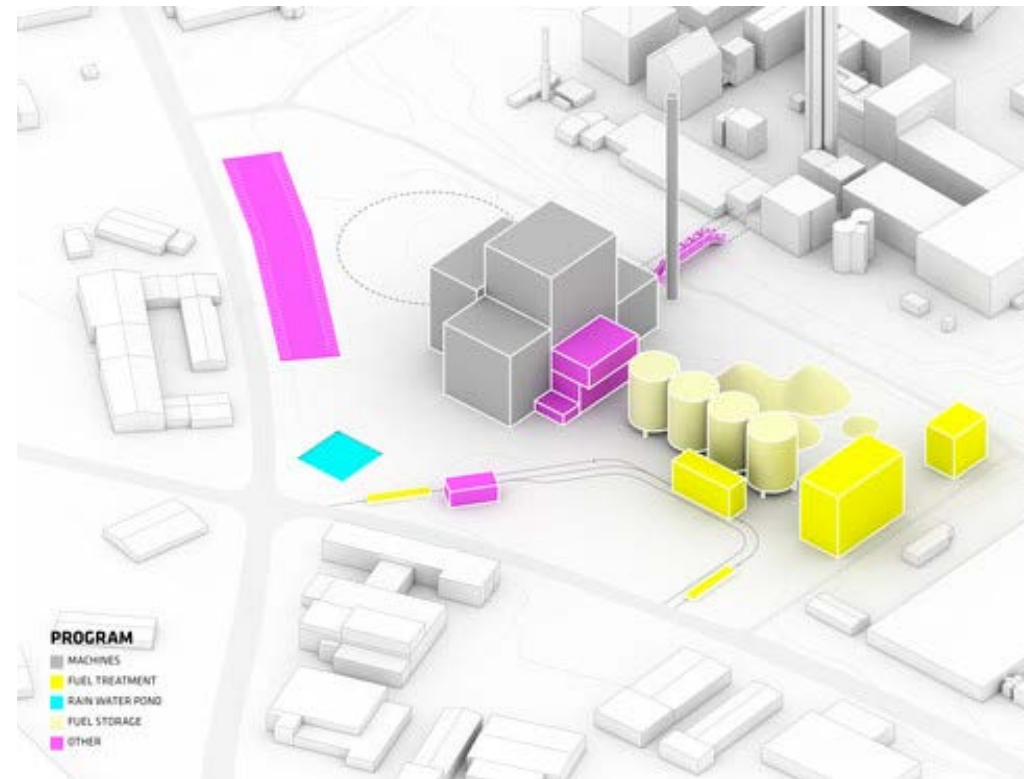 PROGRAM
MACHINES
FUEL TREATMENT
RAIN WATER POND
FUEL STORAGE
OTHER